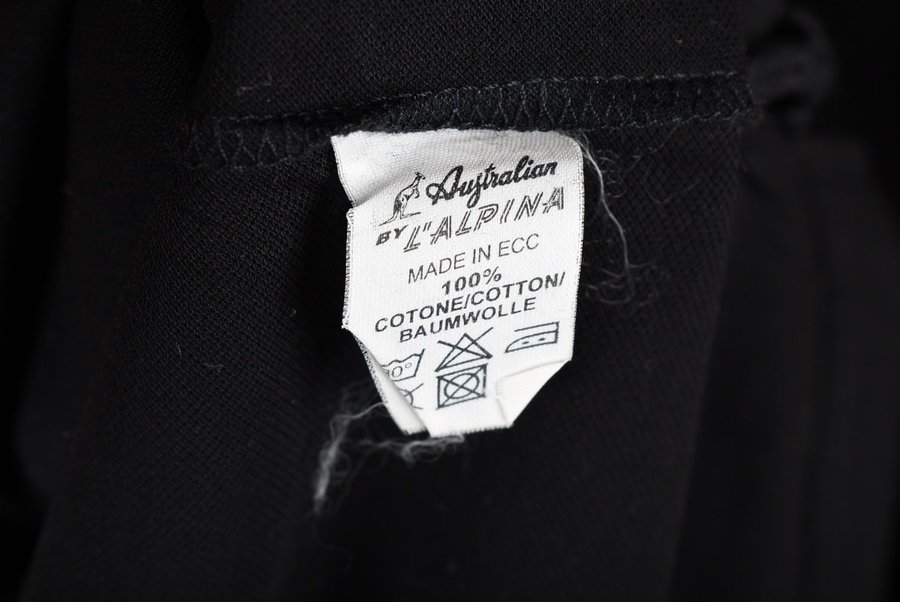 Australian
BY L'ALPINA
MADE IN ECC
100%
COTONE/COTTON/
BAUMWOLLE